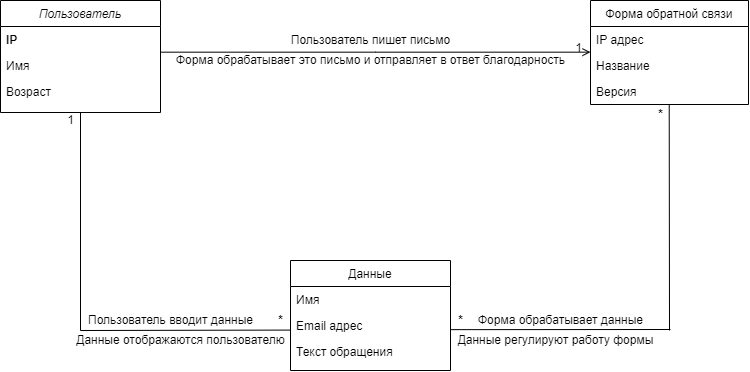 Пользователь
IP
Имя
Возраст
Пользователь пишет письмо
1
Форма обрабатывает это письмо и отправляет в ответ благодарность
Форма обратной связи
IP адрес
Название
Версия
1
*
Данные
Имя
Email адрес
Текст обращения
Пользователь вводит данные
*
Данные отображаются пользователю
*
Форма обрабатывает данные
Данные регулируют работу формы